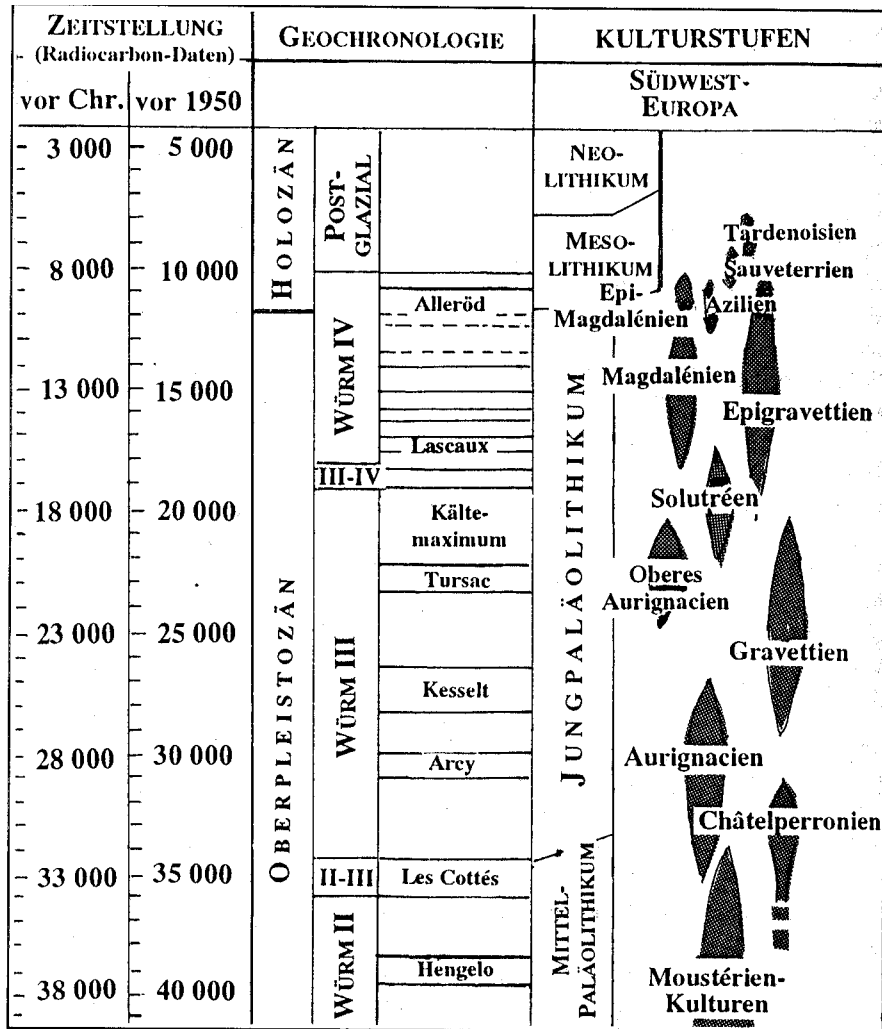 ZEITSTELLUNG
(Radiocarbon-Daten)
GEOCHRONOLOGIE
KULTURSTUFEN
vor Chr.
vor 1950
SÜDWEST-
EUROPA
3 000
5 000
8 000
10 000
13 000
15 000
18 000
20 000
23 000
25 000
28 000
30 000
33 000
35 000
38 000
40 000
HOLOZÄN
OBERPLEISTOZÄN
POST-
GLAZIAL
WÜRM IV
III-IV
WÜRM III
II-III
WÜRM II
Alleröd
Lascaux
Kälte-
maximum
Tursac
Kesselt
Arcy
Les Cottés
Hengelo
NEO-
LITHIKUM
MESO-
LITHIKUM
JUNGPALÄOLITHIKUM
MITTEL-
PALÄOLITHIKUM
Tardenoisien
Sauveterrien
Azilien
Epi-
Magdalénien
Magdalénien
Epigravettien
Solutréen
Oberes
Aurignacien
Gravettien
Aurignacien
Châtelperronien
Moustérien-
Kulturen